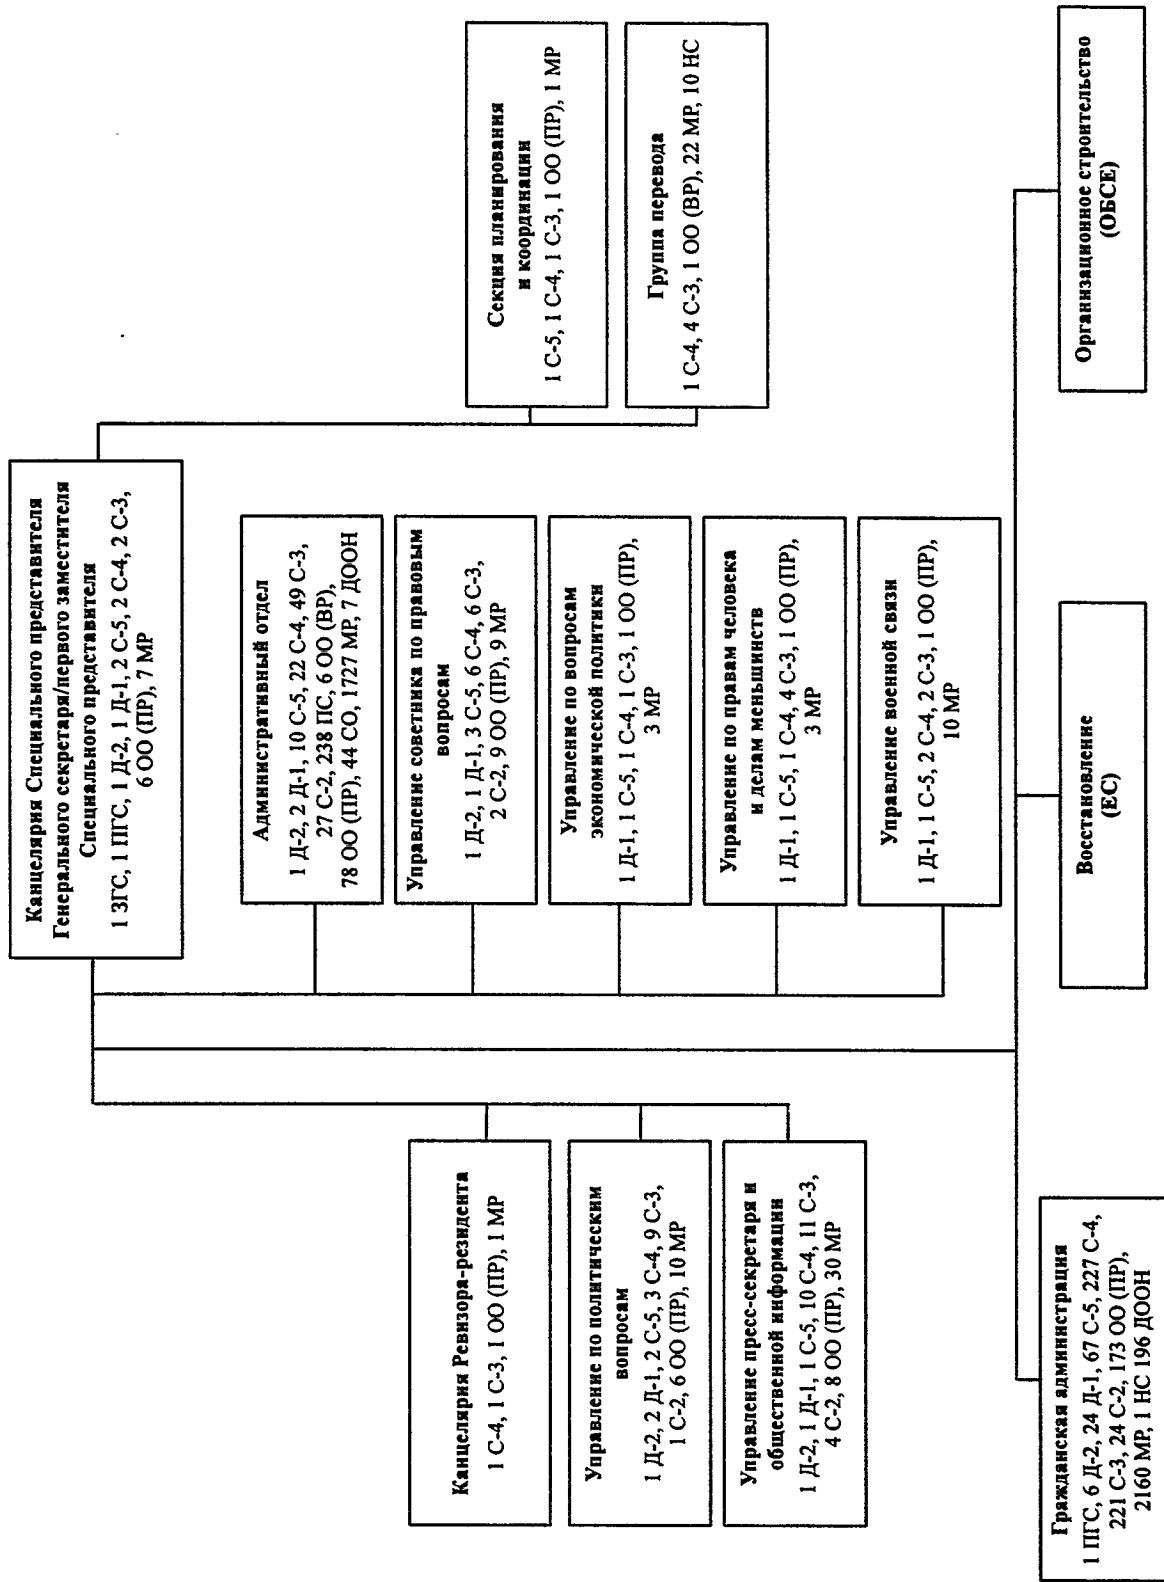 Канцелярия Специального представителя
Генерального секретаря/первого заместителя
Специального представителя
1 ЗГС, 1 ПГС, 1 Д-2, 1 Д-1, 2 С-5, 2 С-4, 2 С-3,
6 ОО (ПР), 7 МР
Канцелярия Ревизора-резидента
1 С-4, 1 С-3, 1 ОО (ПР), 1 МР
Управление по политическим
вопросам
1 Д-2, 2 Д-1, 2 С-5, 3 С-4, 9 С-3,
1 С-2, 6 ОО (ПР), 10 МР
Управление пресс-секретаря и
общественной информации
1 Д-2, 1 Д-1, 1 С-5, 10 С-4, 11 С-3,
4 С-2, 8 ОО (ПР), 30 МР
Административный отдел
1 Д-2, 2 Д-1, 10 С-5, 22 С-4, 49 С-3,
27 С-2, 238 ПС, 6 ОО (ВР),
78 ОО (ПР), 44 СО, 1727 МР, 7 ДООН
Управление советника по правовым
вопросам
1 Д-2, 1 Д-1, 3 С-5, 6 С-4, 6 С-3,
2 С-2, 9 ОО (ПР), 9 МР
Управление по вопросам
экономической политики
1 Д-1, 1 С-5, 1 С-4, 1 С-3, 1 ОО (ПР),
3 МР
Управление по правам человека
и делам меньшинств
1 Д-1, 1 С-5, 1 С-4, 4 С-3, 1 ОО (ПР),
3 МР
Управление военной связи
1 Д-1, 1 С-5, 2 С-4, 2 С-3, 1 ОО (ПР),
10 МР
Секция планирования
и координации
1 С-5, 1 С-4, 1 С-3, 1 ОО (ПР), 1 МР
Группа перевода
1 С-4, 4 С-3, 1 ОО (ВР), 22 МР, 10 НС
Гражданская администрация
1 ПГС, 6 Д-2, 24 Д-1, 67 С-5, 227 С-4,
221 С-3, 24 С-2, 173 ОО (ПР),
2160 МР, 1 НС 196 ДООН
Восстановление
(ЕС)
Организационное строительство
(ОБСЕ)